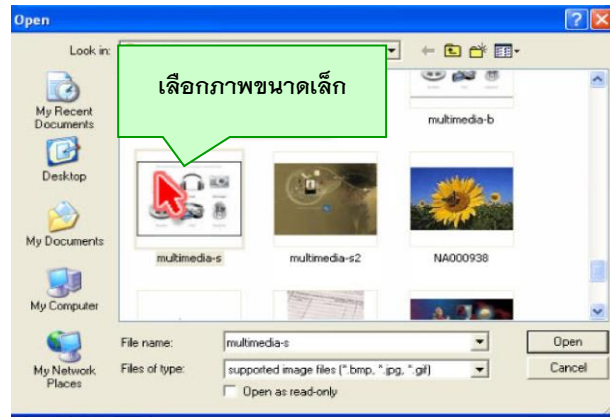 Open
Look in:
เลือกภาพขนาดเล็ก
My Recent
Documents
Desktop
My Documents
My Computer
My Network
Places
multimedia-b
multimedia-s
multimedia-s2
NA000938
File name:
multimedia-s
Open
Files of type:
supported image files (*.bmp, *.jpg, *.gif)
Cancel
Open as read-only